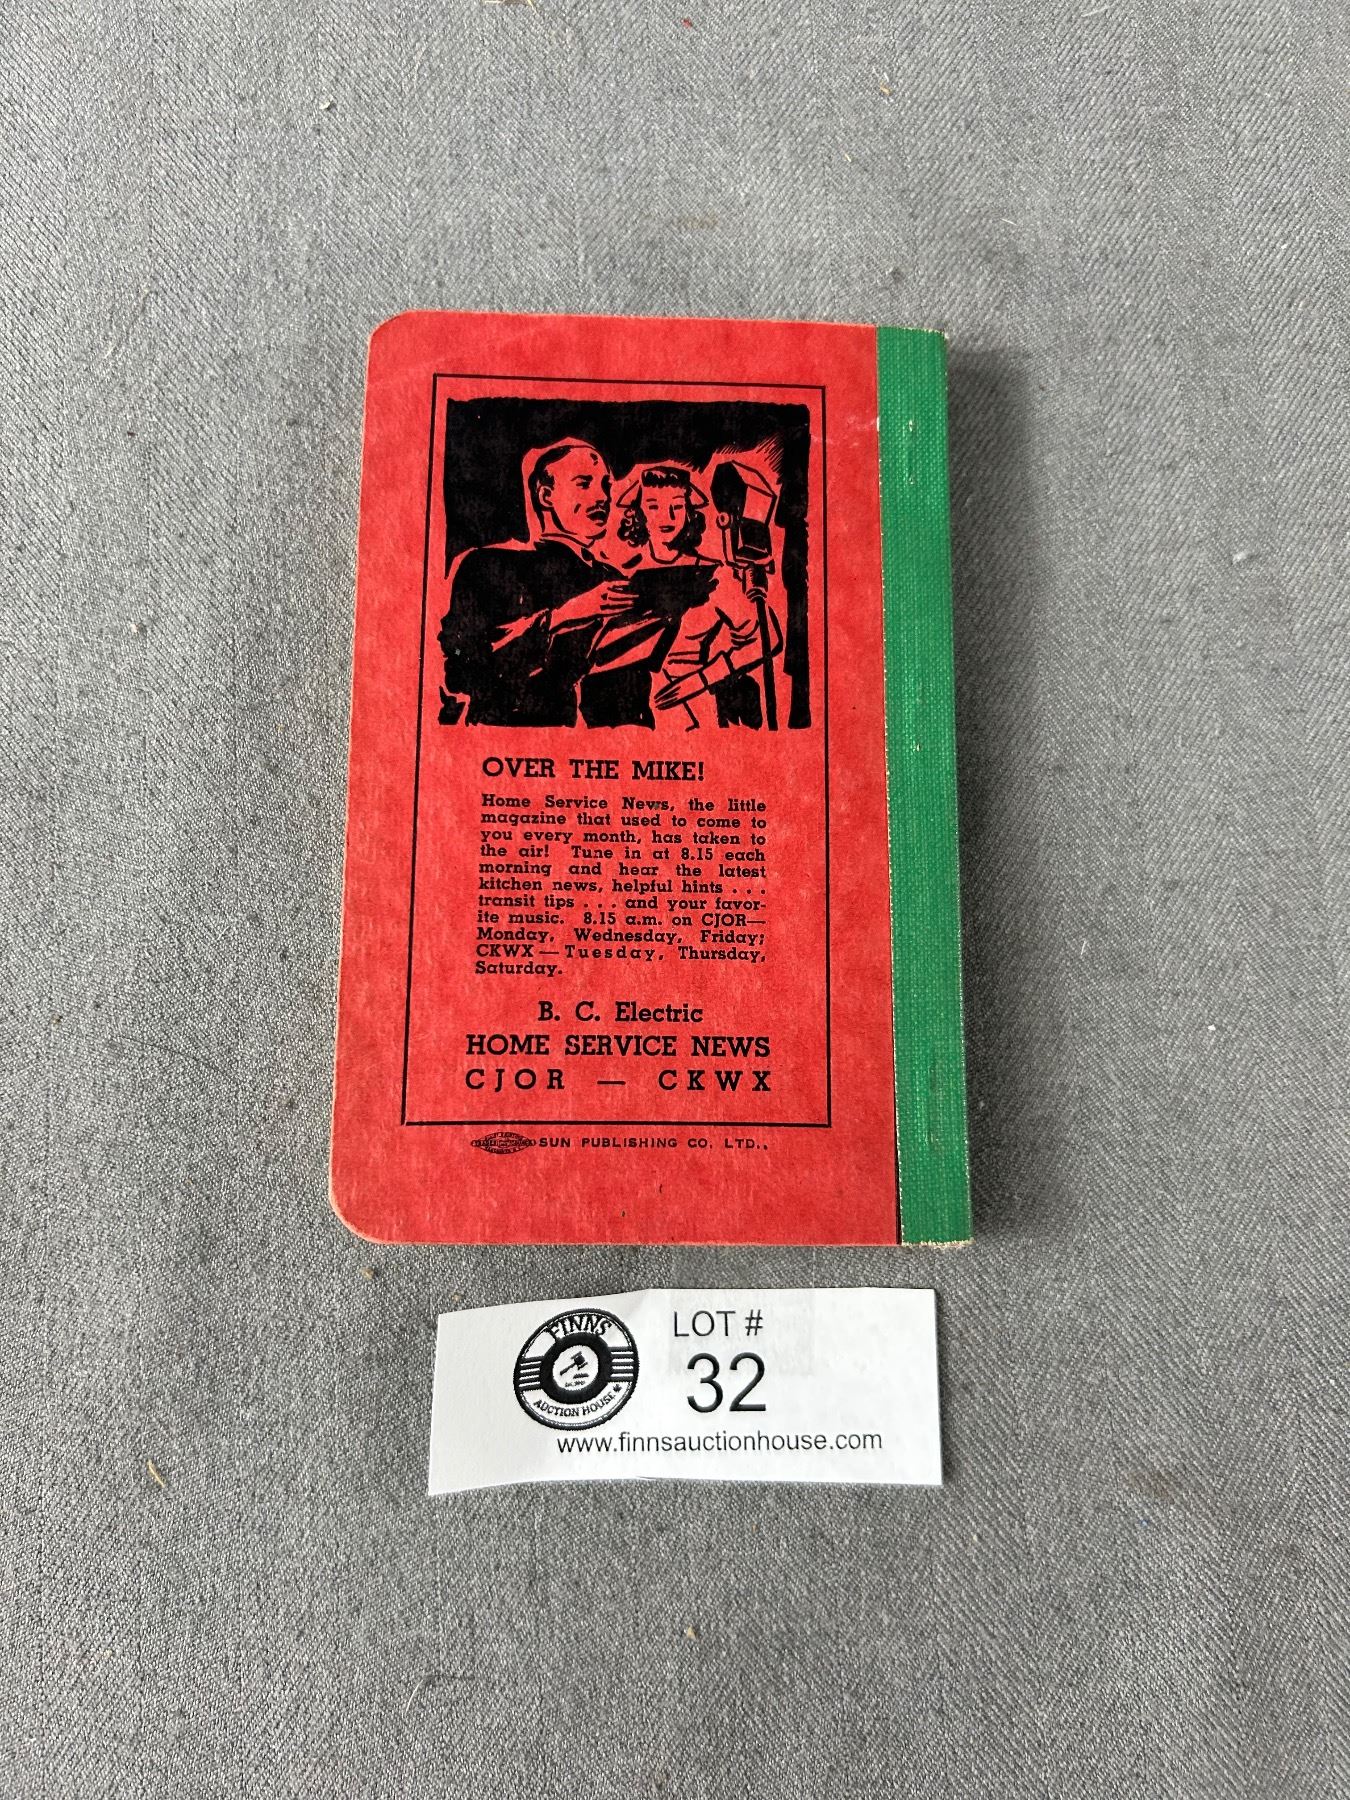 OVER THE MIKE!
Home Service News, the little
magazine that used to come to
you every month, has taken to
the air! Tune in at 8.15 each
morning and hear the latest
kitchen news, helpful hints . . .
transit tips . . . and your favor-
ite music. 8.15 a.m. on CJOR—
Monday, Wednesday, Friday;
CKWX—Tuesday, Thursday,
Saturday.
B. C. Electric
HOME SERVICE NEWS
CJOR — CKWX
SUN PUBLISHING CO. LTD.,
FINNS
AUCTION HOUSE
LOT #
32
www.finnsauctionhouse.com